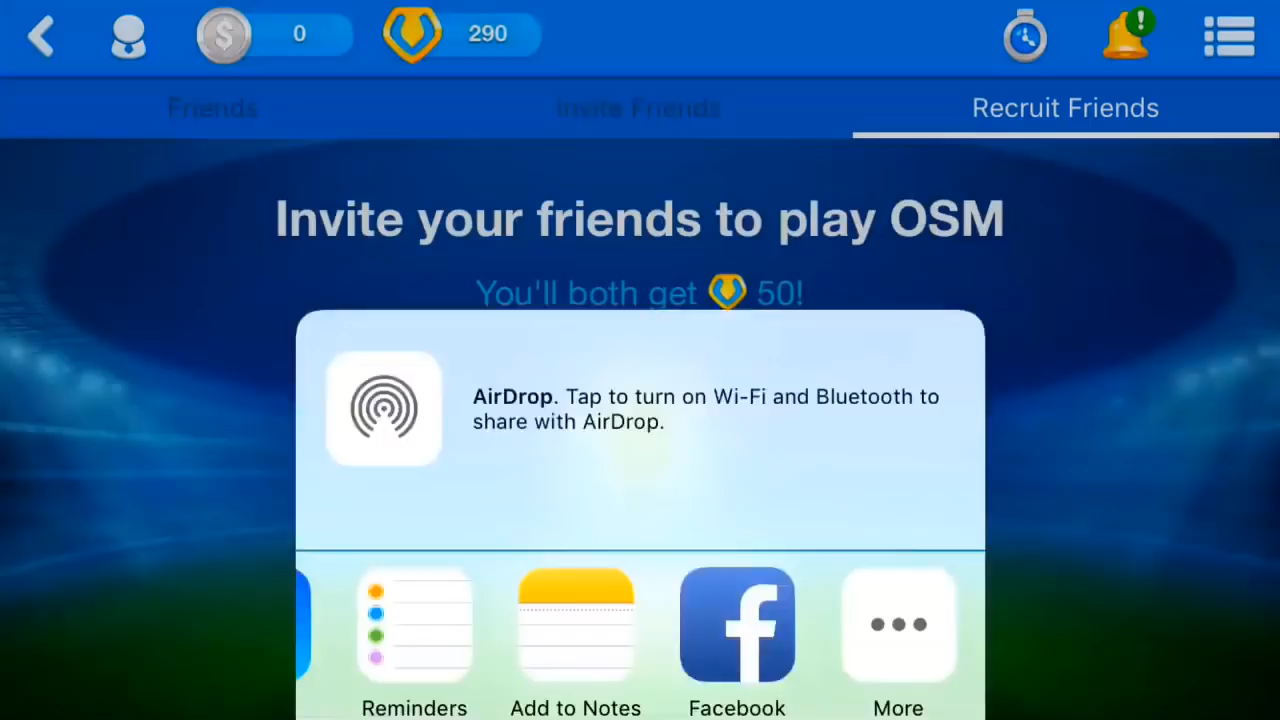 0
290
Friends
Invite Friends
Recruit Friends
Invite your friends to play OSM
You'll both get 50!
AirDrop. Tap to turn on Wi-Fi and Bluetooth to
share with AirDrop.
Reminders
Add to Notes
Facebook
More